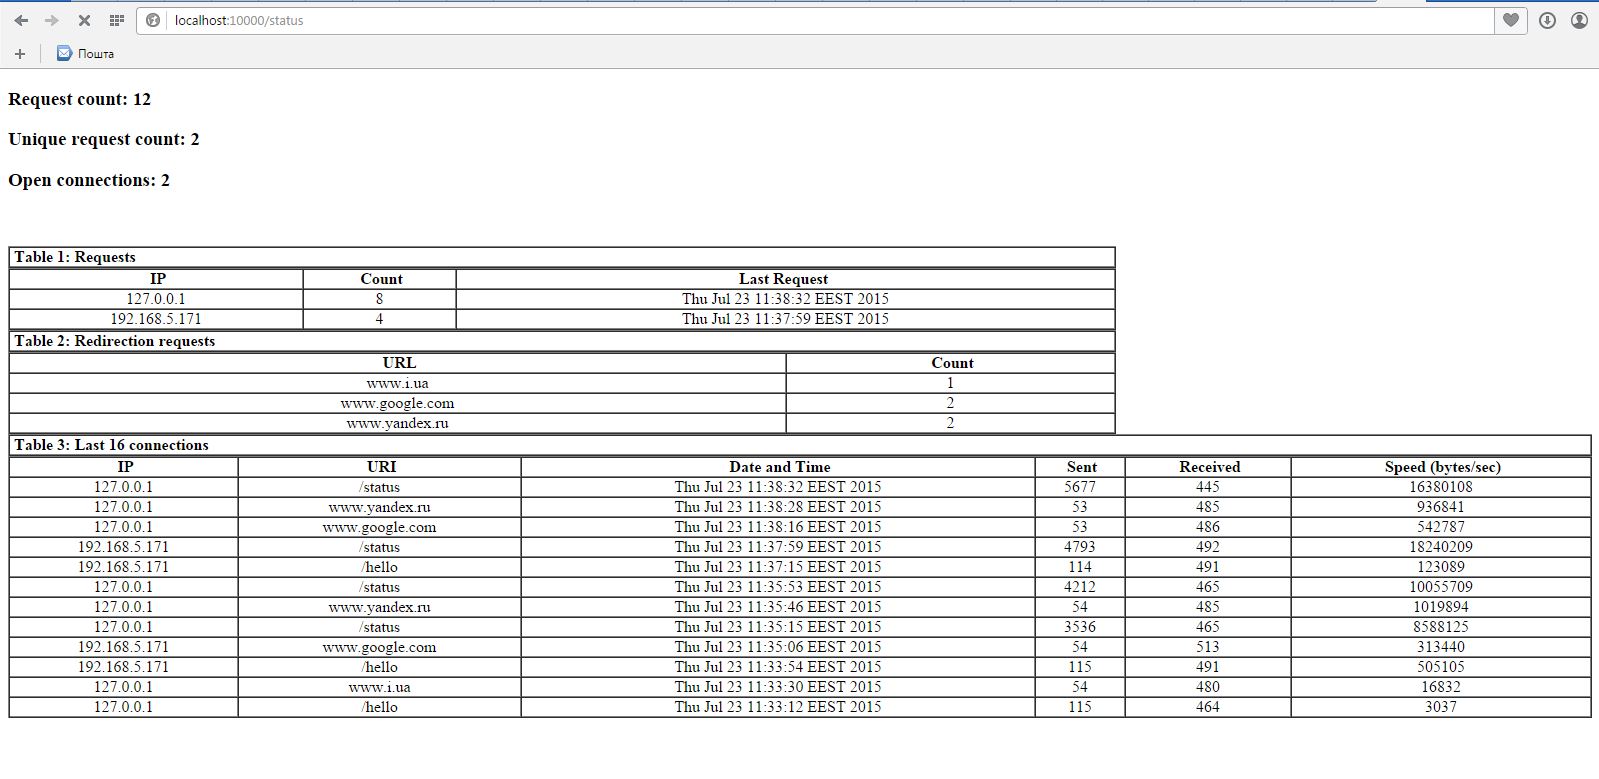 localhost:10000/status
Пошта
Request count: 12
Unique request count: 2
Open connections: 2
Table 1: Requests
IP Count Last Request
127.0.0.1 8 Thu Jul 23 11:38:32 EEST 2015
192.168.5.171 4 Thu Jul 23 11:37:59 EEST 2015
Table 2: Redirection requests
URL Count
www.i.ua 1
www.google.com 2
www.yandex.ru 2
Table 3: Last 16 connections
IP URI Date and Time Sent Received Speed (bytes/sec)
127.0.0.1 /status Thu Jul 23 11:38:32 EEST 2015 5677 445 16380108
127.0.0.1 www.yandex.ru Thu Jul 23 11:38:28 EEST 2015 53 485 936841
127.0.0.1 www.google.com Thu Jul 23 11:38:16 EEST 2015 53 486 542787
192.168.5.171 /status Thu Jul 23 11:37:59 EEST 2015 4793 492 18240209
192.168.5.171 /hello Thu Jul 23 11:37:15 EEST 2015 114 491 123089
127.0.0.1 /status Thu Jul 23 11:35:53 EEST 2015 4212 465 10055709
127.0.0.1 www.yandex.ru Thu Jul 23 11:35:46 EEST 2015 54 485 1019894
127.0.0.1 /status Thu Jul 23 11:35:15 EEST 2015 3536 465 8588125
192.168.5.171 www.google.com Thu Jul 23 11:35:06 EEST 2015 54 513 313440
192.168.5.171 /hello Thu Jul 23 11:33:54 EEST 2015 115 491 505105
127.0.0.1 www.i.ua Thu Jul 23 11:33:30 EEST 2015 54 480 16832
127.0.0.1 /hello Thu Jul 23 11:33:12 EEST 2015 115 464 3037